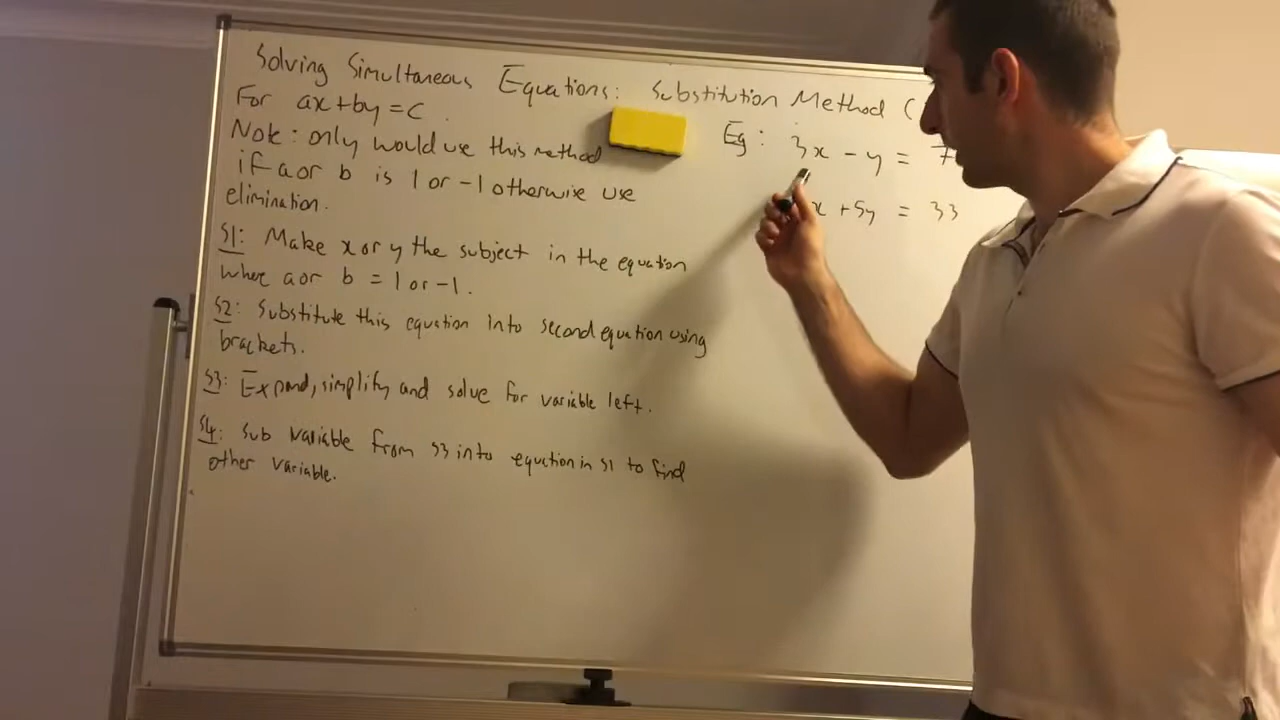 Solving Simultaneous Equations: Substitution Method (
For ax+by=c.
Note: only would use this method
if a or b is 1 or -1 otherwise use
elimination.
S1: Make x or y the subject in the equation
where a or b = 1 or -1.
S2: Substitute this equation into second equation using
brackets.
S3: Expand, simplify and solve for variable left.
S4: Sub variable from S3 into equation in S1 to find
other variable.
Eg: 3x - y = 7
x + 5y = 33